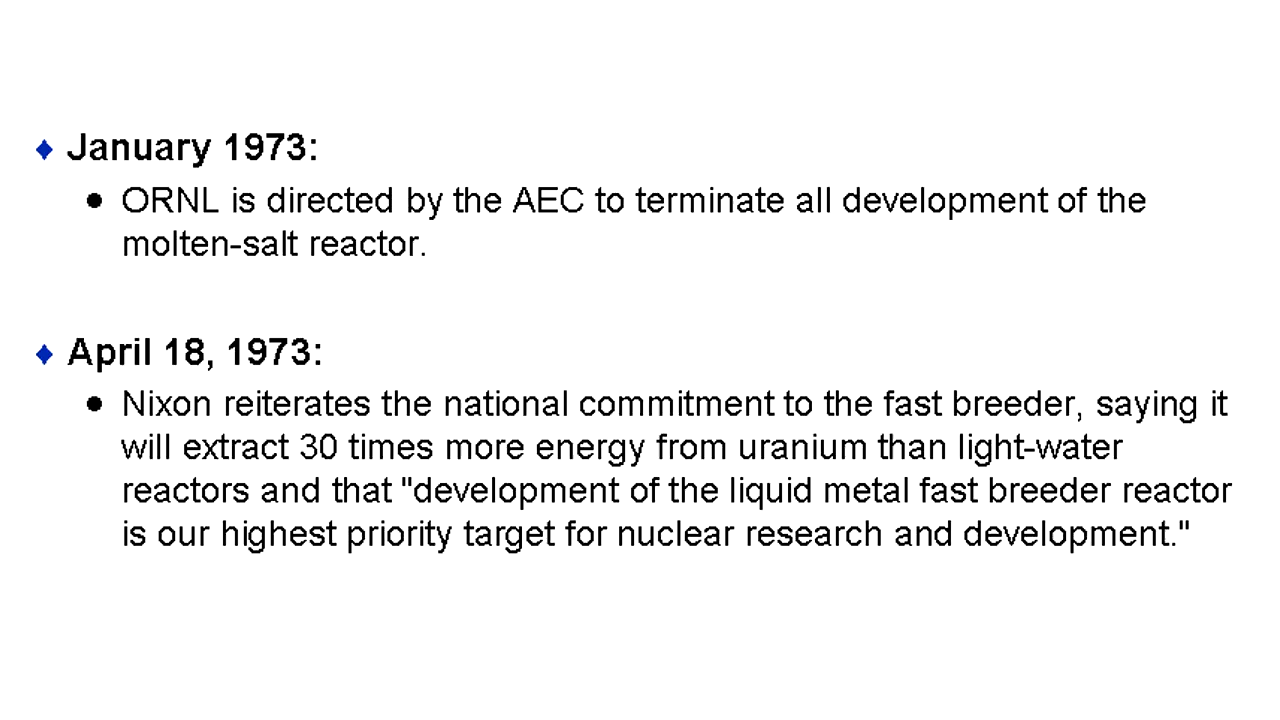 ♦ January 1973:
● ORNL is directed by the AEC to terminate all development of the
molten-salt reactor.
♦ April 18, 1973:
● Nixon reiterates the national commitment to the fast breeder, saying it
will extract 30 times more energy from uranium than light-water
reactors and that "development of the liquid metal fast breeder reactor
is our highest priority target for nuclear research and development."